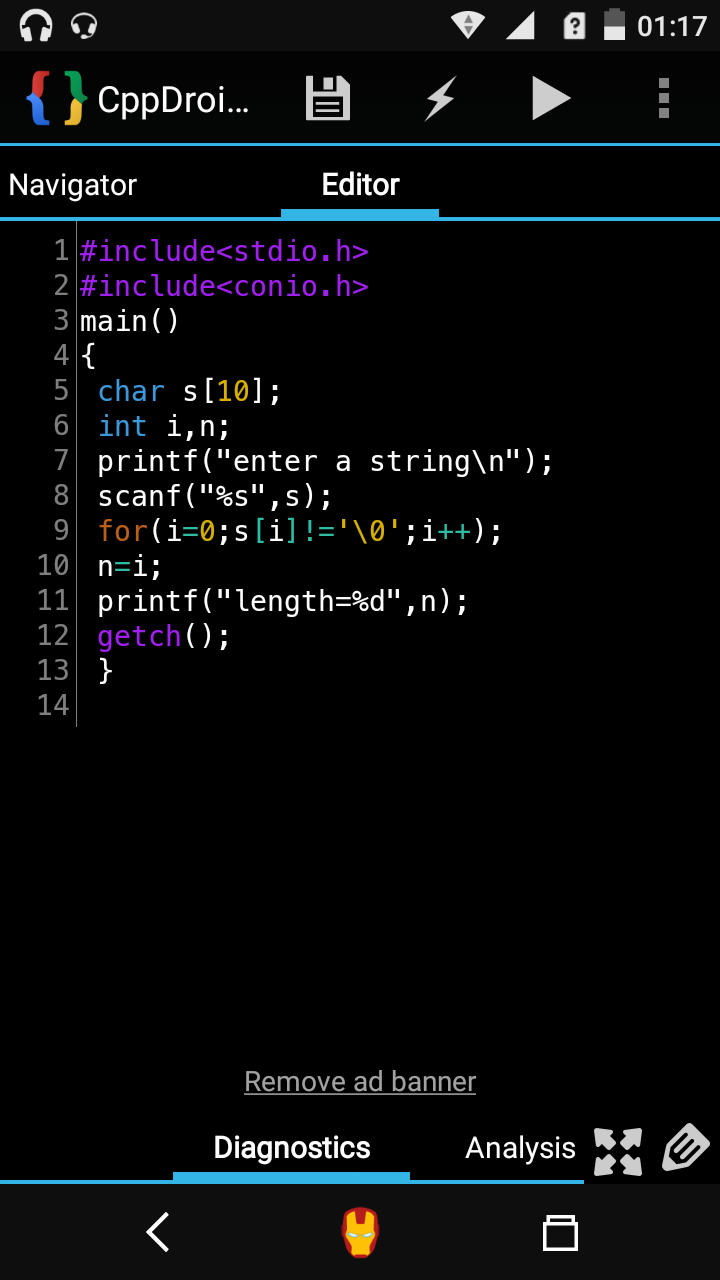 01:17
CppDroi...
Navigator Editor
1 #include<stdio.h>
2 #include<conio.h>
3 main()
4 {
5 char s[10];
6 int i,n;
7 printf("enter a string\n");
8 scanf("%s",s);
9 for(i=0;s[i]!='\0';i++);
10 n=i;
11 printf("length=%d",n);
12 getch();
13 }
14
Remove ad banner
Diagnostics Analysis